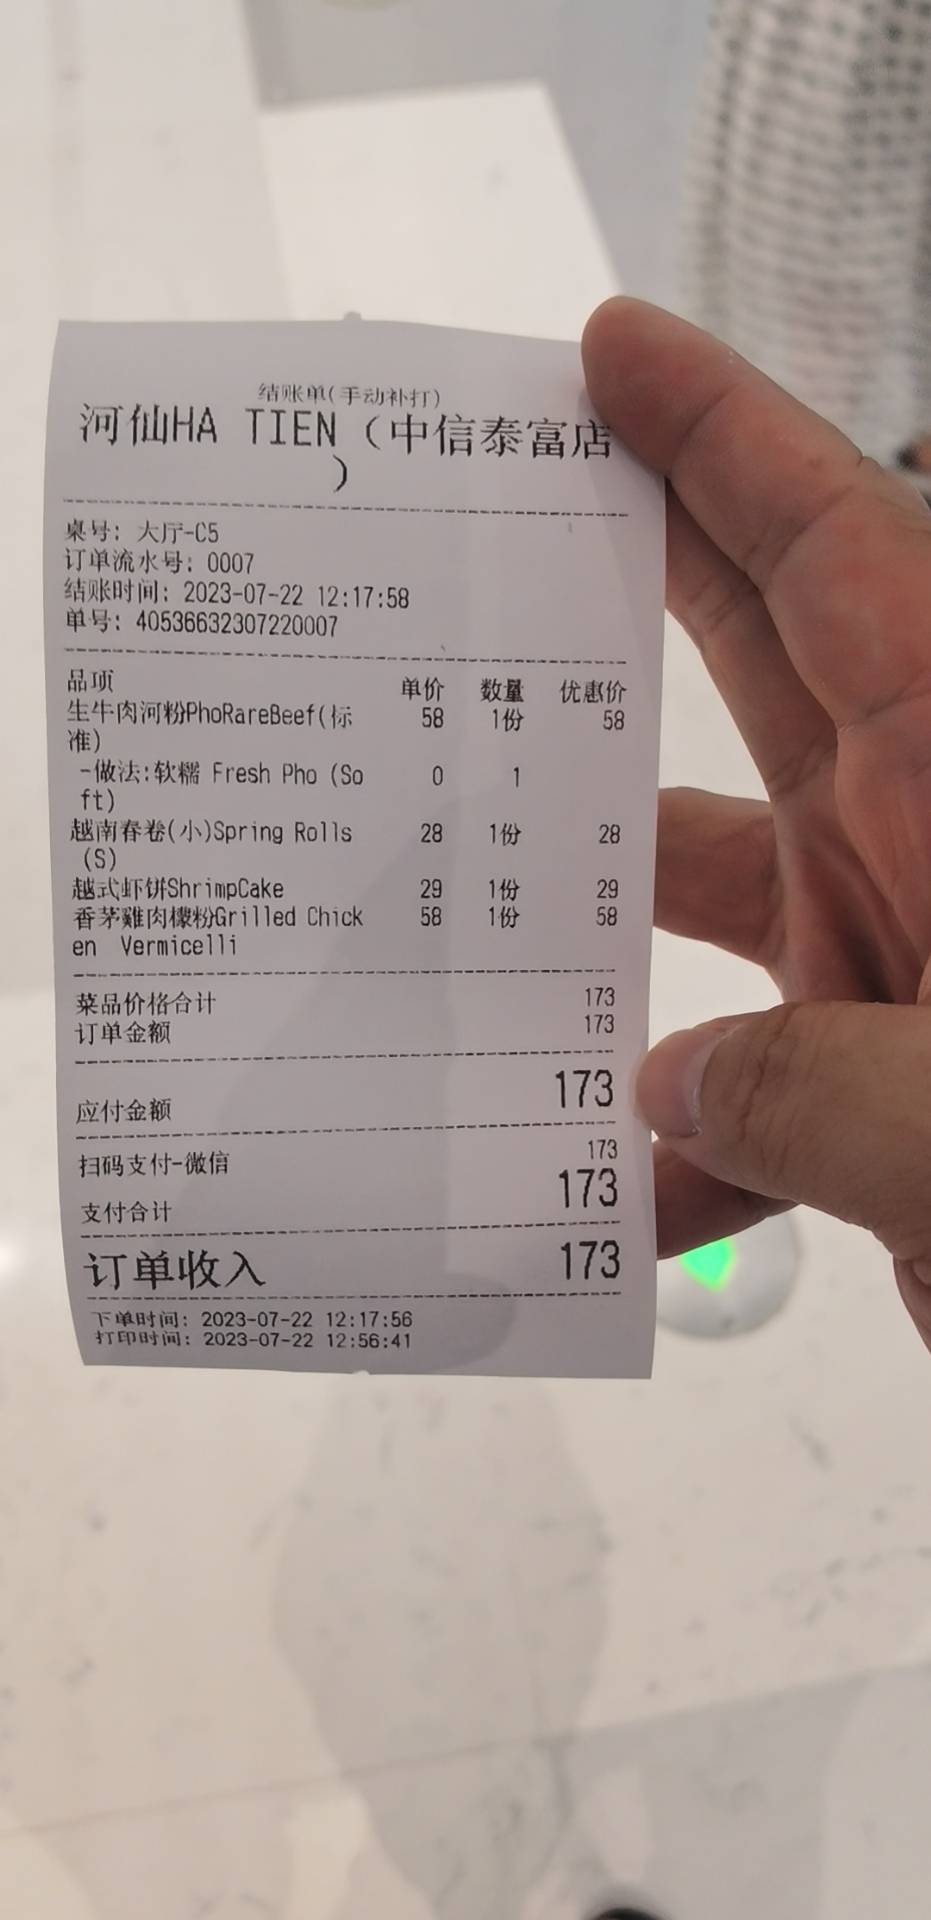 结账单(手动补打)
河仙HA TIEN（中信泰富店
）
桌号: 大厅-C5
订单流水号: 0007
结账时间: 2023-07-22 12:17:58
单号: 40536632307220007
品项 单价 数量 优惠价
生牛肉河粉PhoRareBeef(标 58 1份 58
准)
-做法:软糯 Fresh Pho (So 0 1
ft)
越南春卷(小)Spring Rolls 28 1份 28
(S)
越式虾饼ShrimpCake 29 1份 29
香茅雞肉檬粉Grilled Chick 58 1份 58
en Vermicelli
菜品价格合计 173
订单金额 173
应付金额 173
扫码支付-微信 173
支付合计 173
订单收入 173
下单时间: 2023-07-22 12:17:56
打印时间: 2023-07-22 12:56:41